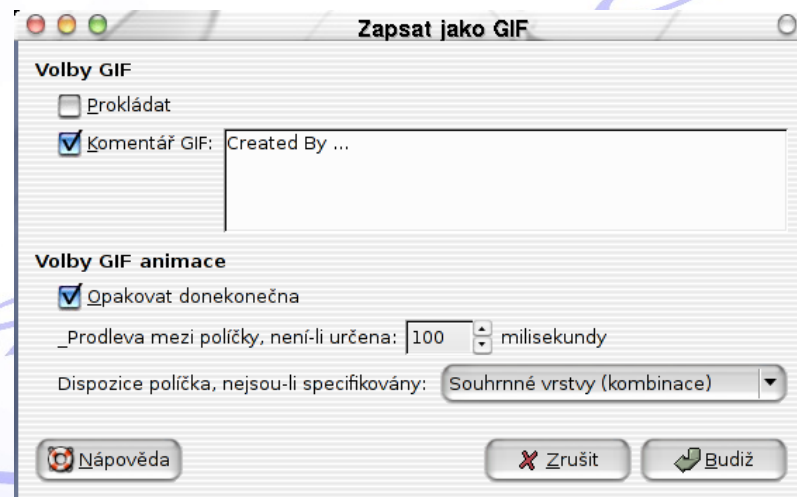 Zapsat jako GIF
Volby GIF
Prokládat
Komentář GIF: Created By ...
Volby GIF animace
Opakovat donekonečna
_Prodleva mezi políčky, není-li určena: 100 milisekundy
Dispozice políčka, nejsou-li specifikovány: Souhrnné vrstvy (kombinace)
Nápověda Zrušit Budiž